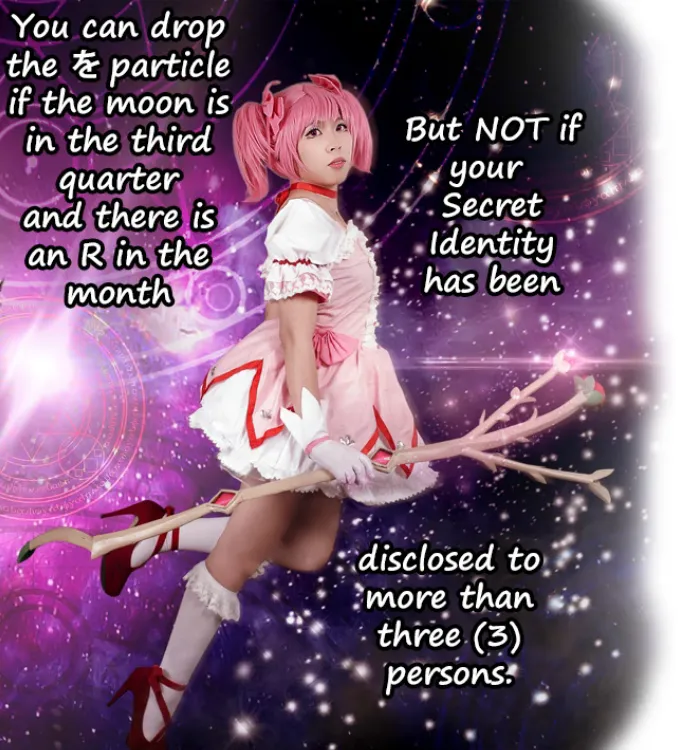 You can drop
the を particle
if the moon is
in the third
quarter
and there is
an R in the
month
But NOT if
your
Secret
Identity
has been
disclosed to
more than
three (3)
persons.